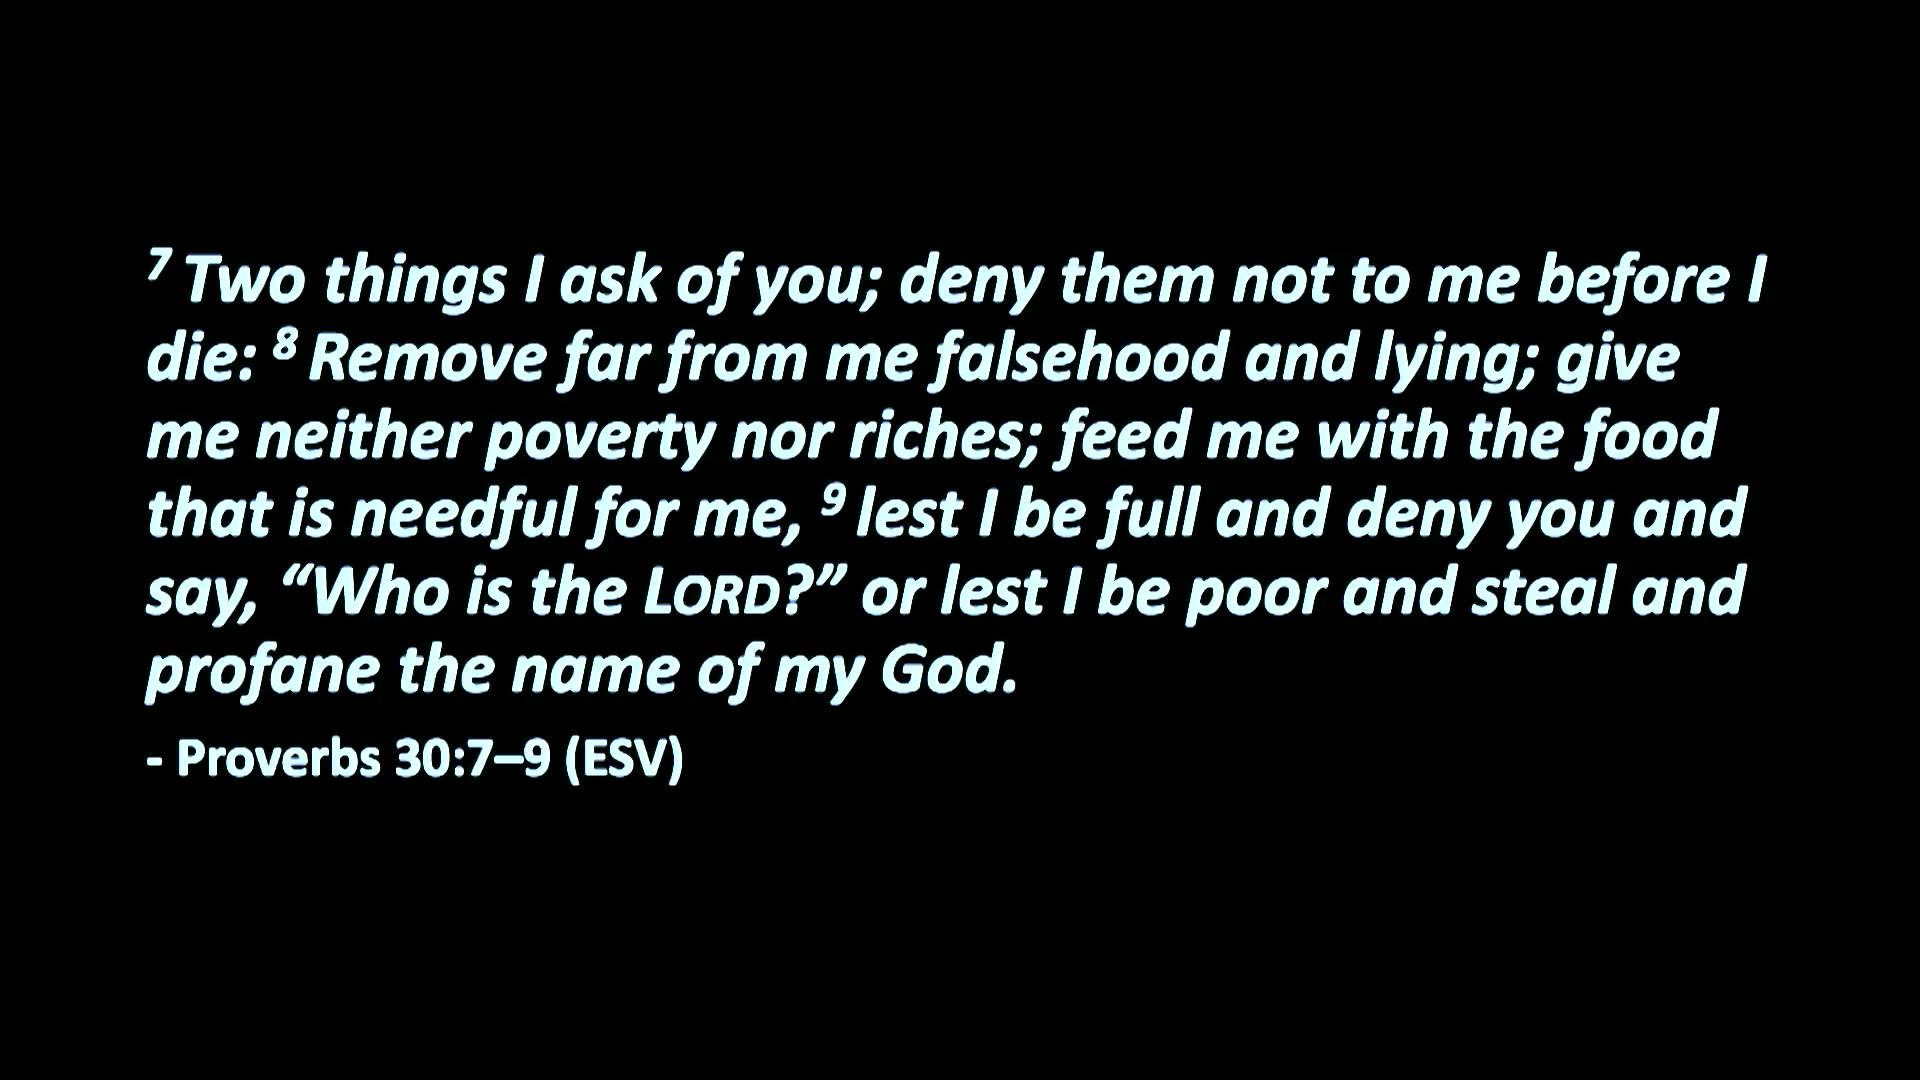 ⁷ Two things I ask of you; deny them not to me before I
die: ⁸ Remove far from me falsehood and lying; give
me neither poverty nor riches; feed me with the food
that is needful for me, ⁹ lest I be full and deny you and
say, “Who is the LORD?” or lest I be poor and steal and
profane the name of my God.
- Proverbs 30:7–9 (ESV)